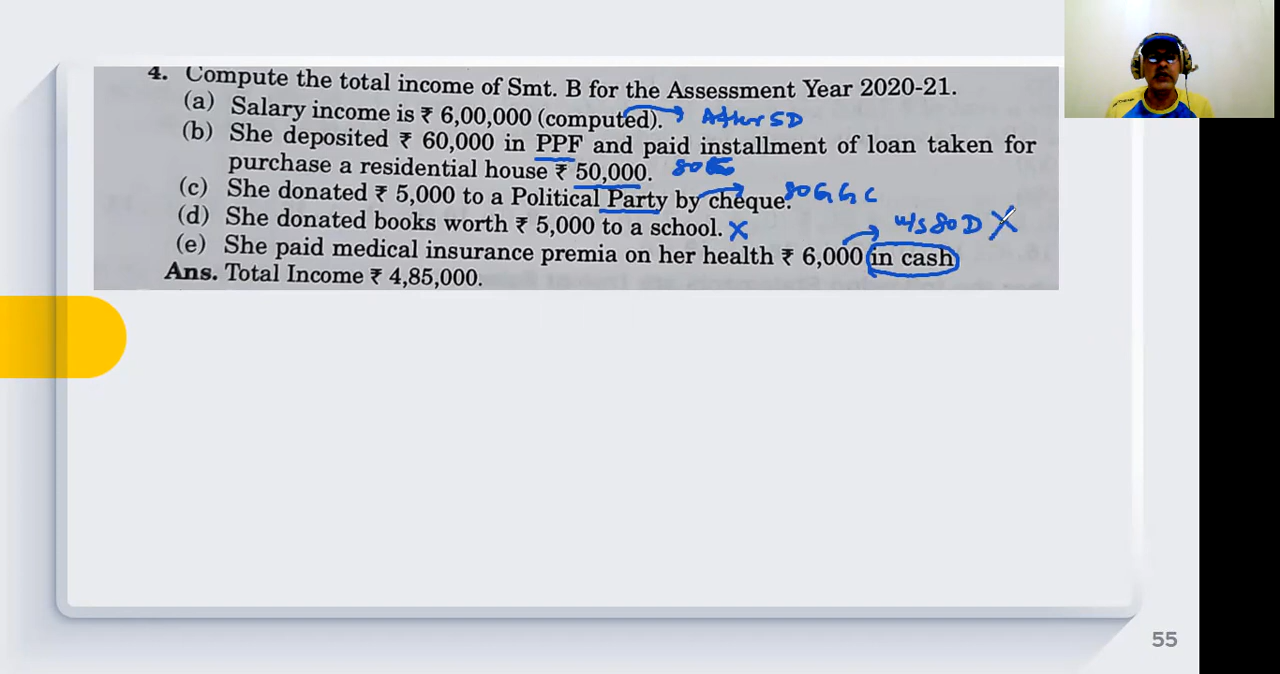 4. Compute the total income of Smt. B for the Assessment Year 2020-21.
(a) Salary income is ₹ 6,00,000 (computed). After SD
(b) She deposited ₹ 60,000 in PPF and paid installment of loan taken for
purchase a residential house ₹ 50,000. 80C
(c) She donated ₹ 5,000 to a Political Party by cheque. 80GGC
(d) She donated books worth ₹ 5,000 to a school. X
u/s 80D X
(e) She paid medical insurance premia on her health ₹ 6,000 in cash
Ans. Total Income ₹ 4,85,000.
55